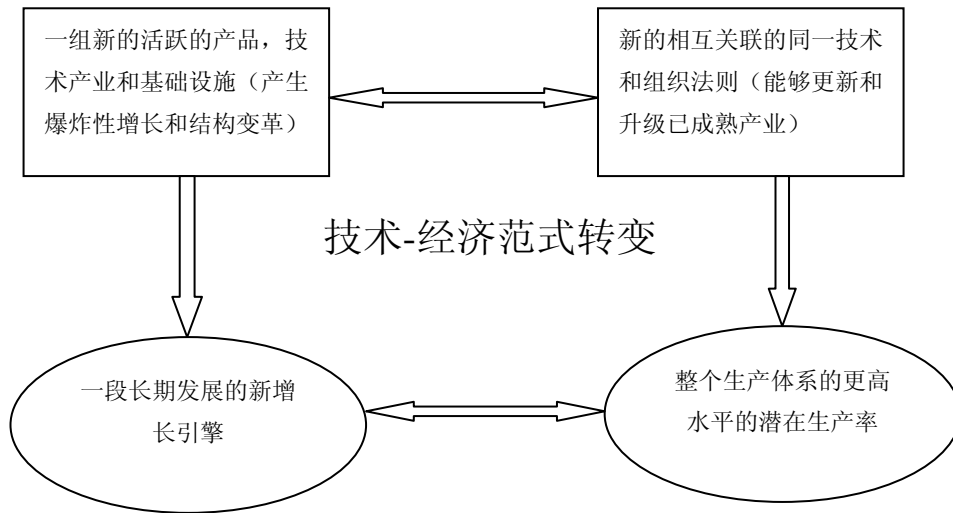 一组新的活跃的产品，技
术产业和基础设施（产生
爆炸性增长和结构变革）
新的相互关联的同一技术
和组织法则（能够更新和
升级已成熟产业）
技术-经济范式转变
一段长期发展的新增
长引擎
整个生产体系的更高
水平的潜在生产率